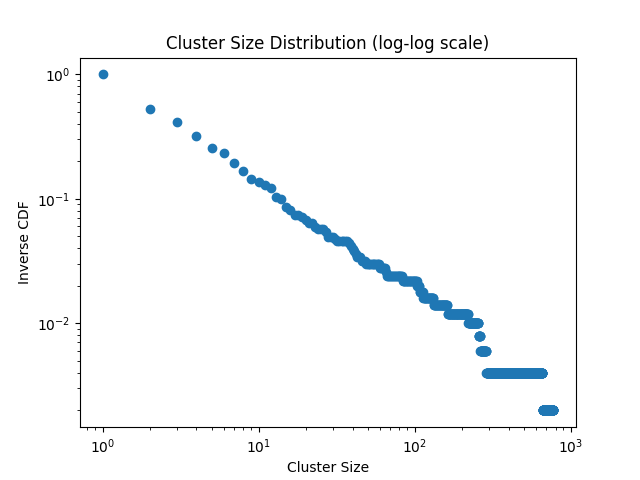 Cluster Size Distribution (log-log scale)
Inverse CDF
10⁰
10⁻¹
10⁻²
10⁰ 10¹ 10² 10³
Cluster Size